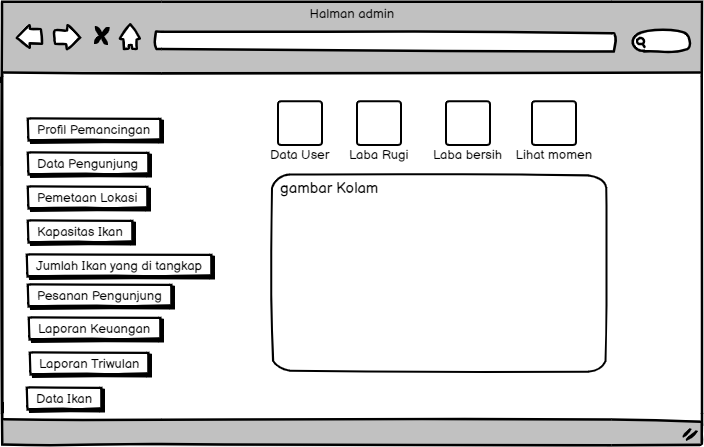 Halman admin
Profil Pemancingan
Data Pengunjung
Pemetaan Lokasi
Kapasitas Ikan
Jumlah Ikan yang di tangkap
Pesanan Pengunjung
Laporan Keuangan
Laporan Triwulan
Data Ikan
Data User
Laba Rugi
Laba bersih
Lihat momen
gambar Kolam